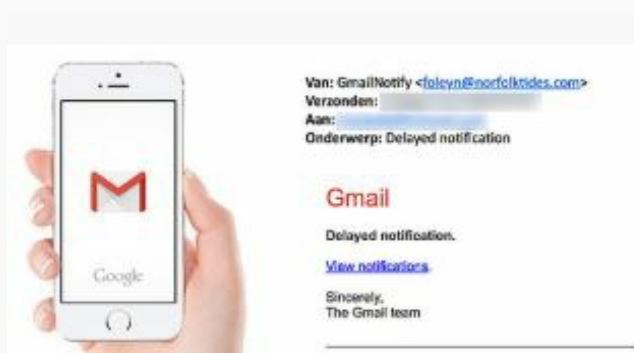 Google
Van: GmailNotify <foleyn@norfolktides.com>
Verzonden:
Aan:
Onderwerp: Delayed notification
Gmail
Delayed notification.
View notifications.
Sincerely,
The Gmail team